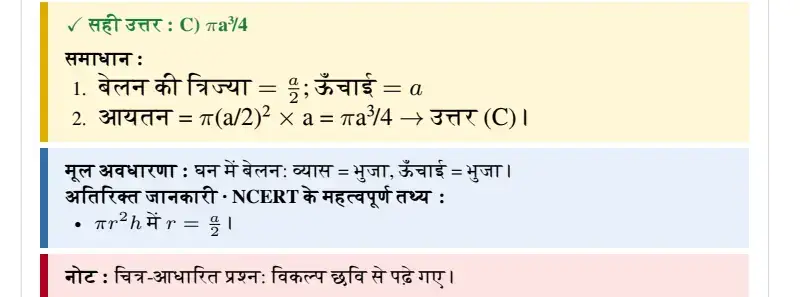 ✓ सही उत्तर : C) πa³/4
समाधान :
1. बेलन की त्रिज्या = a/2; ऊँचाई = a
2. आयतन = π(a/2)² × a = πa³/4 → उत्तर (C)।
मूल अवधारणा : घन में बेलन: व्यास = भुजा, ऊँचाई = भुजा।
अतिरिक्त जानकारी · NCERT के महत्वपूर्ण तथ्य :
• πr²h में r = a/2।
नोट : चित्र-आधारित प्रश्न: विकल्प छवि से पढ़े गए।